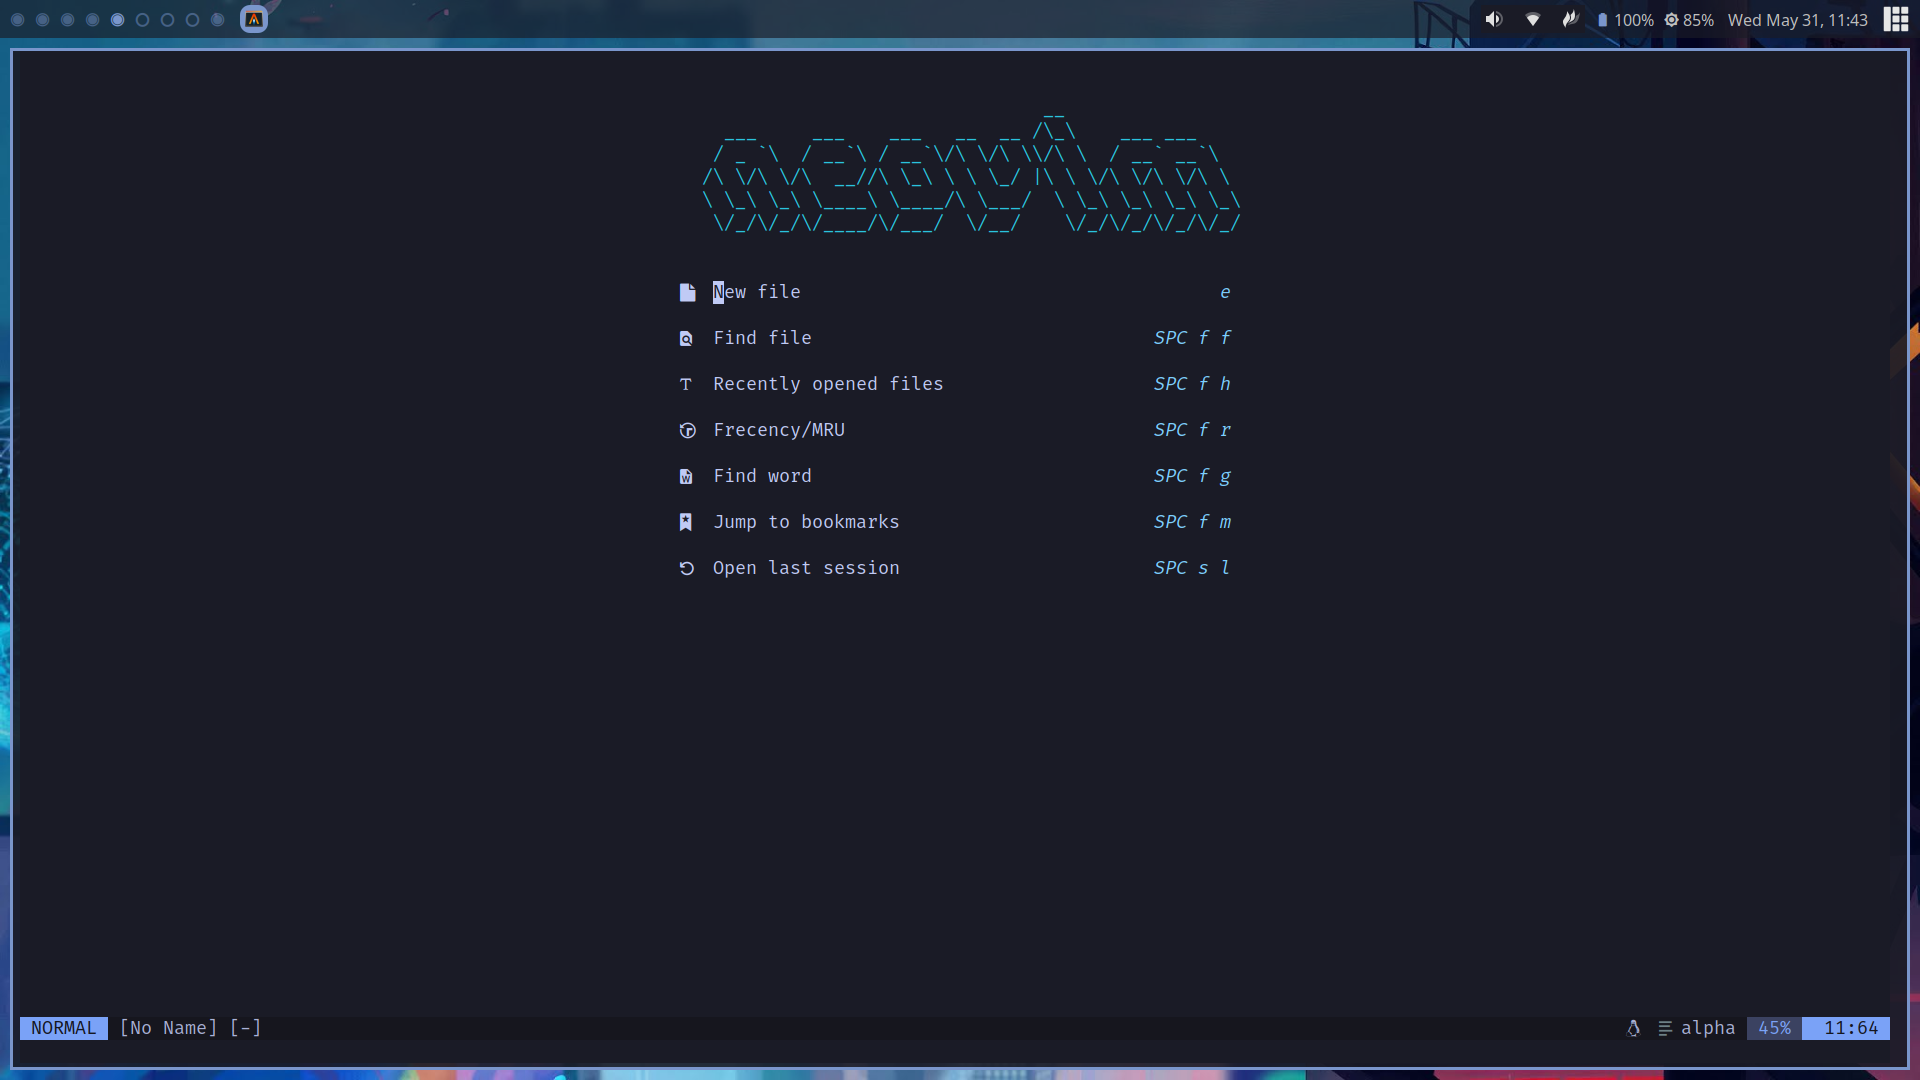 100% 85% Wed May 31, 11:43
neovim
New file e
Find file SPC f f
Recently opened files SPC f h
Frecency/MRU SPC f r
Find word SPC f g
Jump to bookmarks SPC f m
Open last session SPC s l
NORMAL [No Name] [-] alpha 45% 11:64